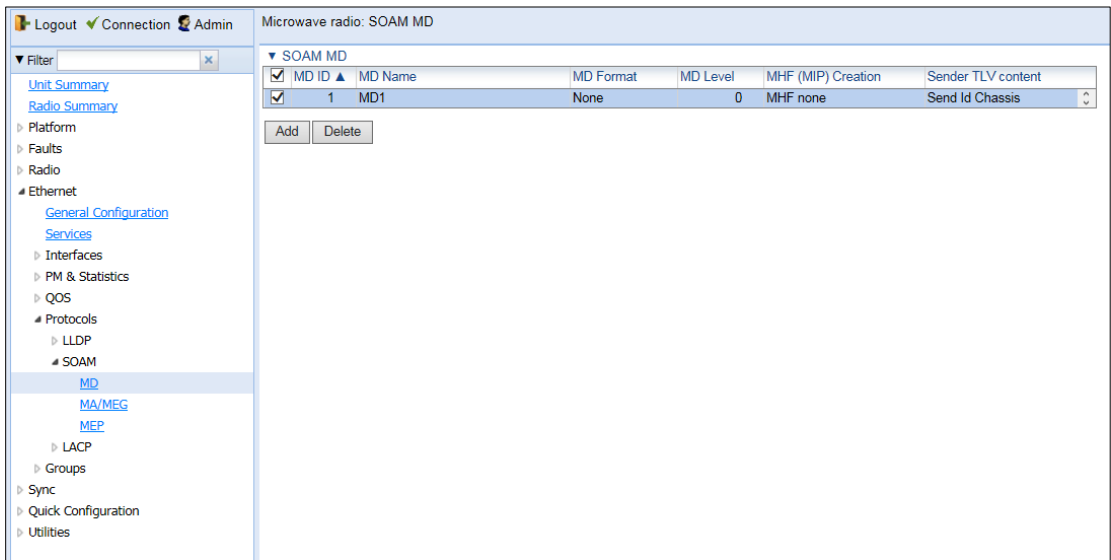 Logout Connection Admin
Microwave radio: SOAM MD
Filter
Unit Summary
Radio Summary
Platform
Faults
Radio
Ethernet
General Configuration
Services
Interfaces
PM & Statistics
QOS
Protocols
LLDP
SOAM
MD
MA/MEG
MEP
LACP
Groups
Sync
Quick Configuration
Utilities
SOAM MD
MD ID ▲ MD Name MD Format MD Level MHF (MIP) Creation Sender TLV content
1 MD1 None 0 MHF none Send Id Chassis
Add Delete